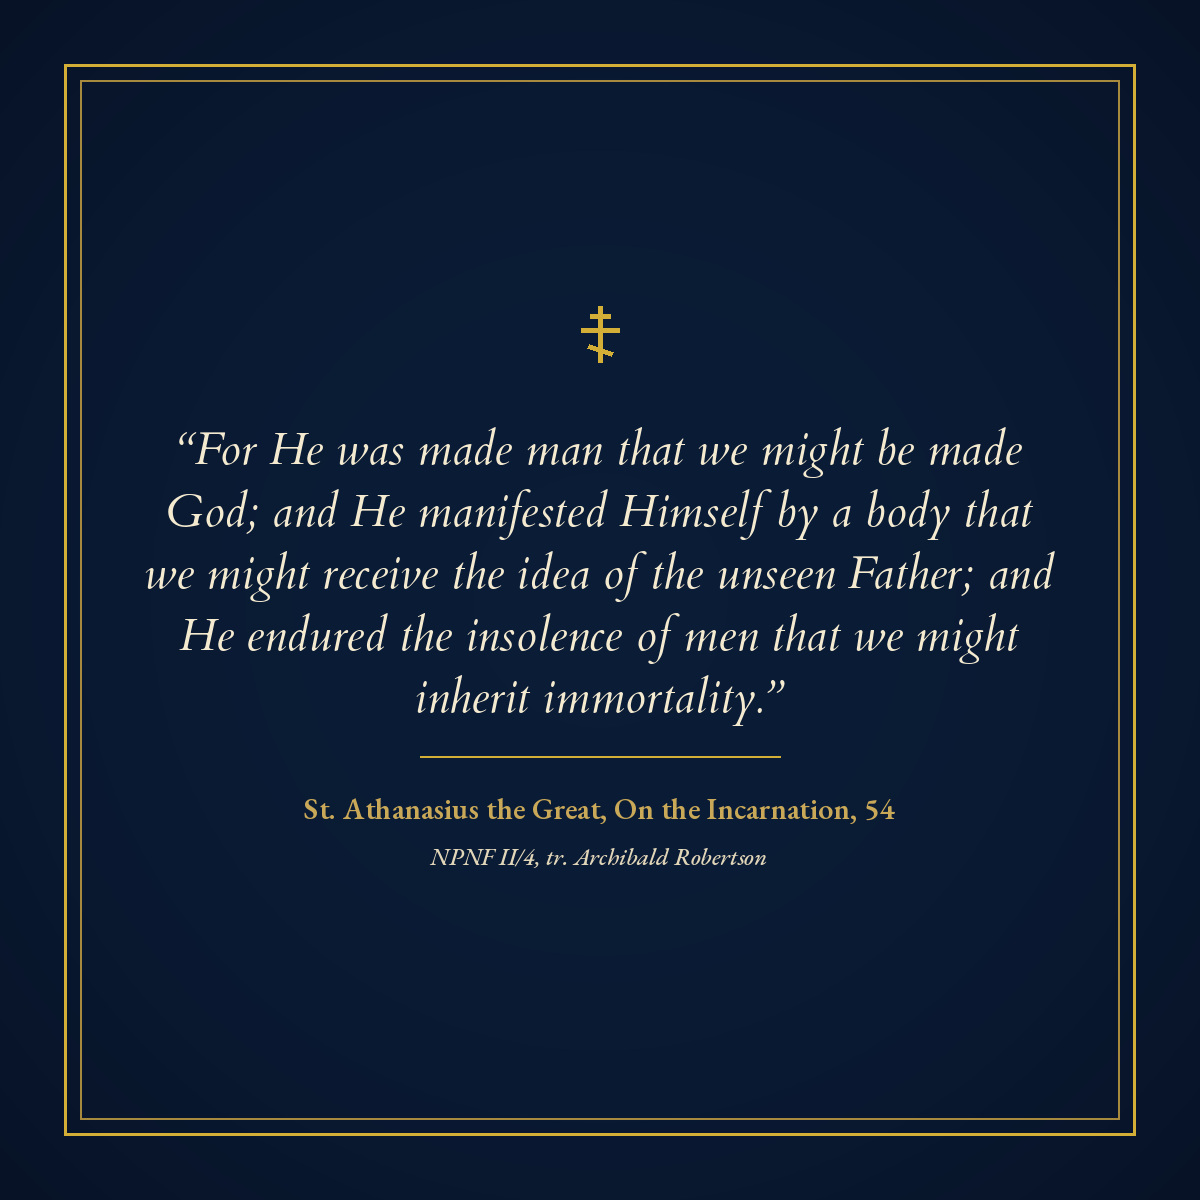 “For He was made man that we might be made
God; and He manifested Himself by a body that
we might receive the idea of the unseen Father; and
He endured the insolence of men that we might
inherit immortality.”
St. Athanasius the Great, On the Incarnation, 54
NPNF II/4, tr. Archibald Robertson